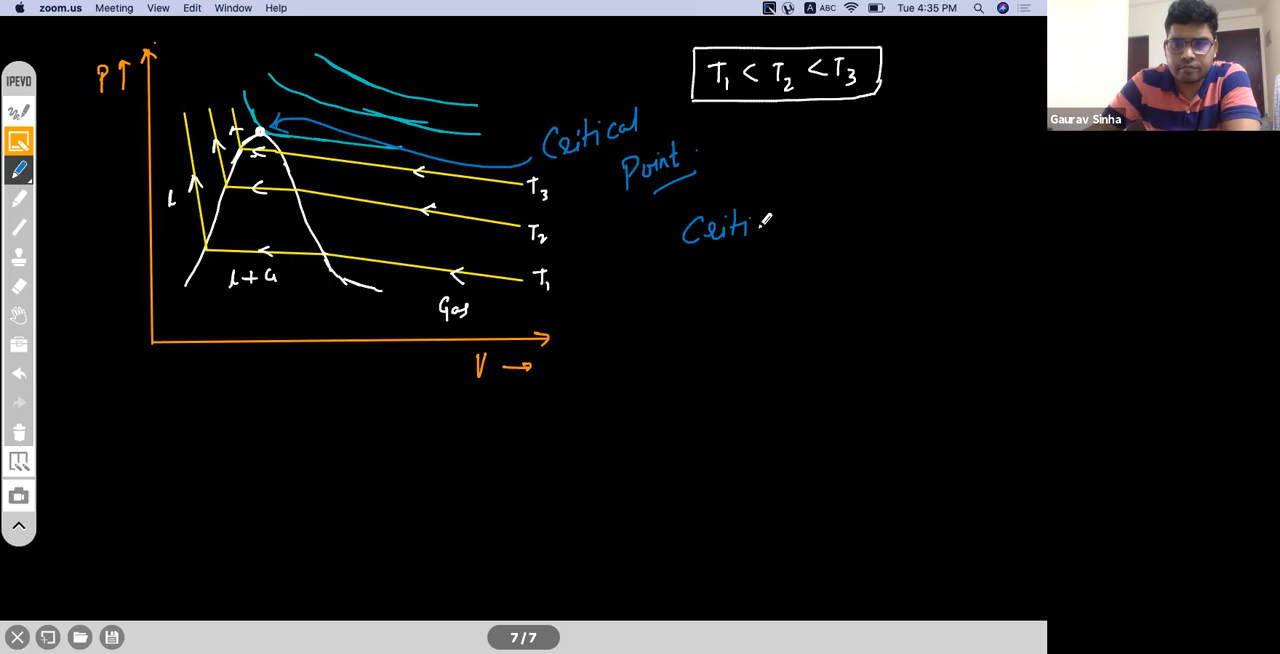 zoom.us Meeting View Edit Window Help
A ABC Tue 4:35 PM
IPEVO
P↑
T1 < T2 < T3
Gaurav Sinha
Critical
Point
T3
L
Criti
T2
L+G
T1
Gas
V →
7/7